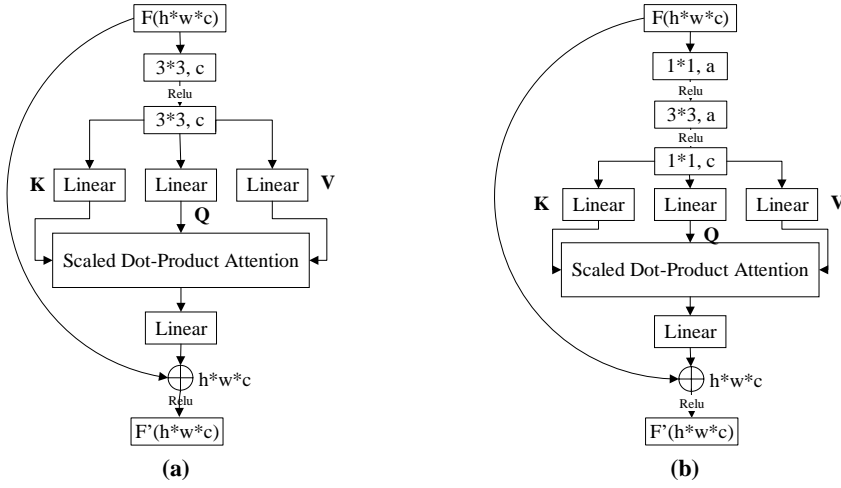 F(h*w*c)
3*3, c
Relu
3*3, c
K
Linear
Linear
Linear
V
Q
Scaled Dot-Product Attention
Linear
h*w*c
Relu
F’(h*w*c)
(a)
F(h*w*c)
1*1, a
Relu
3*3, a
Relu
1*1, c
K
Linear
Linear
Linear
V
Q
Scaled Dot-Product Attention
Linear
h*w*c
Relu
F’(h*w*c)
(b)